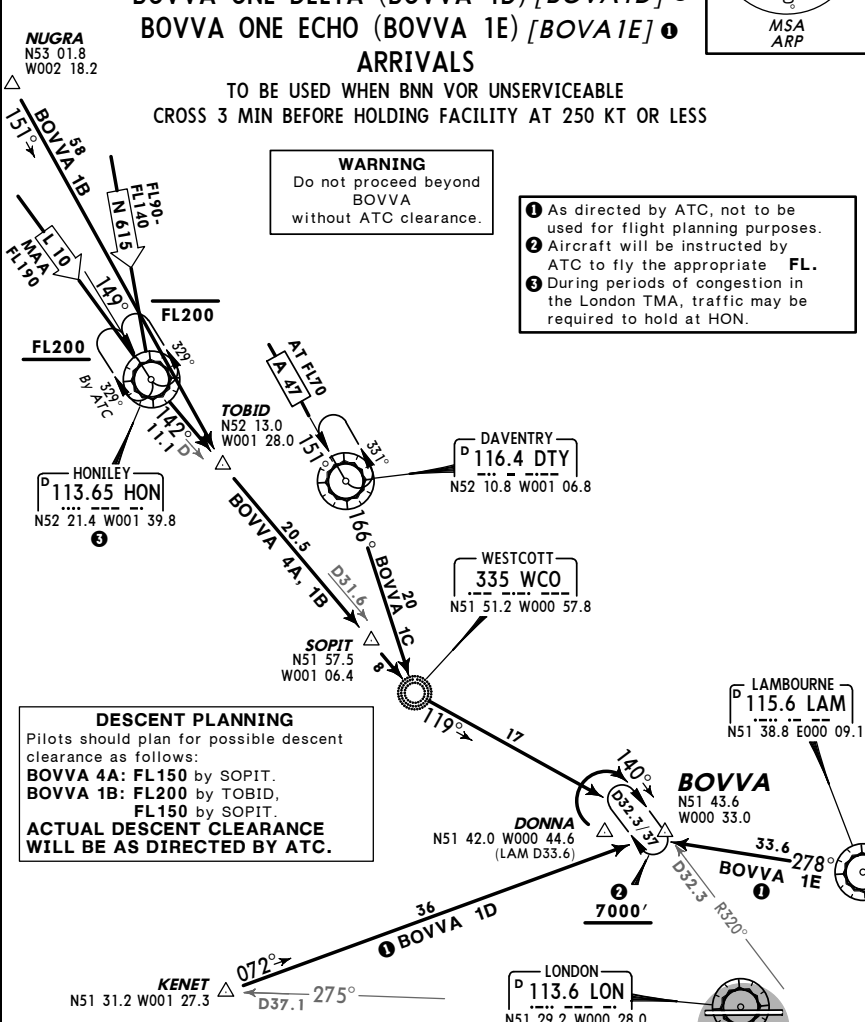 BOVVA ONE DELTA (BOVVA 1D) [BOVA1D]
BOVVA ONE ECHO (BOVVA 1E) [BOVA1E] ❶
ARRIVALS
TO BE USED WHEN BNN VOR UNSERVICEABLE
CROSS 3 MIN BEFORE HOLDING FACILITY AT 250 KT OR LESS
MSA
ARP
NUGRA
N53 01.8
W002 18.2
WARNING
Do not proceed beyond
BOVVA
without ATC clearance.
❶ As directed by ATC, not to be
used for flight planning purposes.
❷ Aircraft will be instructed by
ATC to fly the appropriate FL.
❸ During periods of congestion in
the London TMA, traffic may be
required to hold at HON.
151°
58
BOVVA 1B
FL90-
FL140
N 615
L 10
MAA
FL190
149°
FL200
FL200
329°
329°
By ATC
142°
11.1
D
HONILEY
D 113.65 HON
N52 21.4 W001 39.8
❸
TOBID
N52 13.0
W001 28.0
AT FL70
A 47
151°
331°
DAVENTRY
D 116.4 DTY
N52 10.8 W001 06.8
20.5
BOVVA 4A, 1B
D31.6
166°
20
BOVVA 1C
WESTCOTT
335 WCO
N51 51.2 W000 57.8
SOPIT
N51 57.5
W001 06.4
8
119°
17
LAMBOURNE
D 115.6 LAM
N51 38.8 E000 09.1
DESCENT PLANNING
Pilots should plan for possible descent
clearance as follows:
BOVVA 4A: FL150 by SOPIT.
BOVVA 1B: FL200 by TOBID,
FL150 by SOPIT.
ACTUAL DESCENT CLEARANCE
WILL BE AS DIRECTED BY ATC.
140°
D32.3/37
BOVVA
N51 43.6
W000 33.0
DONNA
N51 42.0 W000 44.6
(LAM D33.6)
33.6
278°
BOVVA 1E
❶
❷
7000′
D32.3 R320°
36
❶ BOVVA 1D
072°
KENET
N51 31.2 W001 27.3
D37.1 275°
LONDON
D 113.6 LON
N51 29.2 W000 28.0